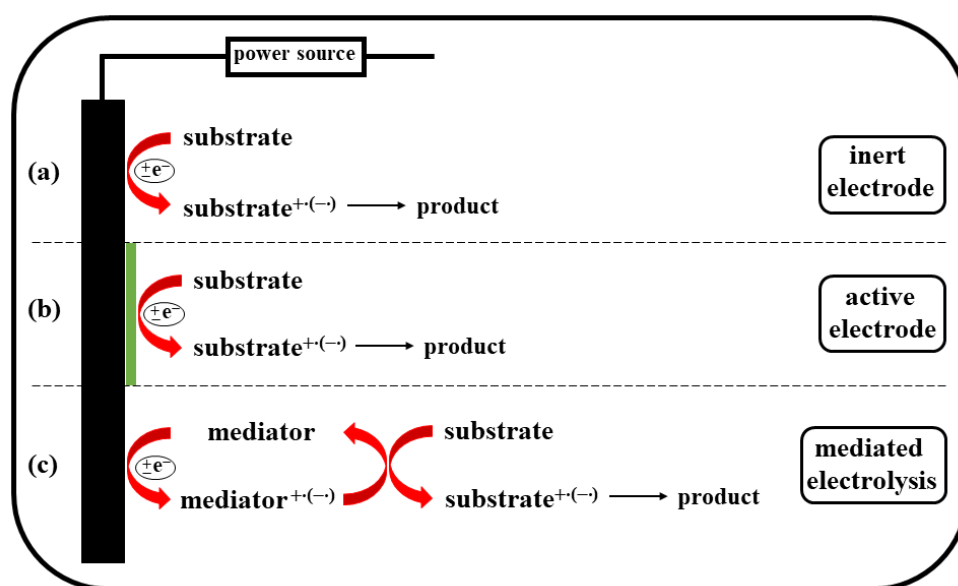 power source
substrate
(a)
±e⁻
substrate⁺·⁽⁻·⁾
product
inert
electrode
substrate
(b)
±e⁻
substrate⁺·⁽⁻·⁾
product
active
electrode
mediator
substrate
(c)
±e⁻
mediator⁺·⁽⁻·⁾
substrate⁺·⁽⁻·⁾
product
mediated
electrolysis